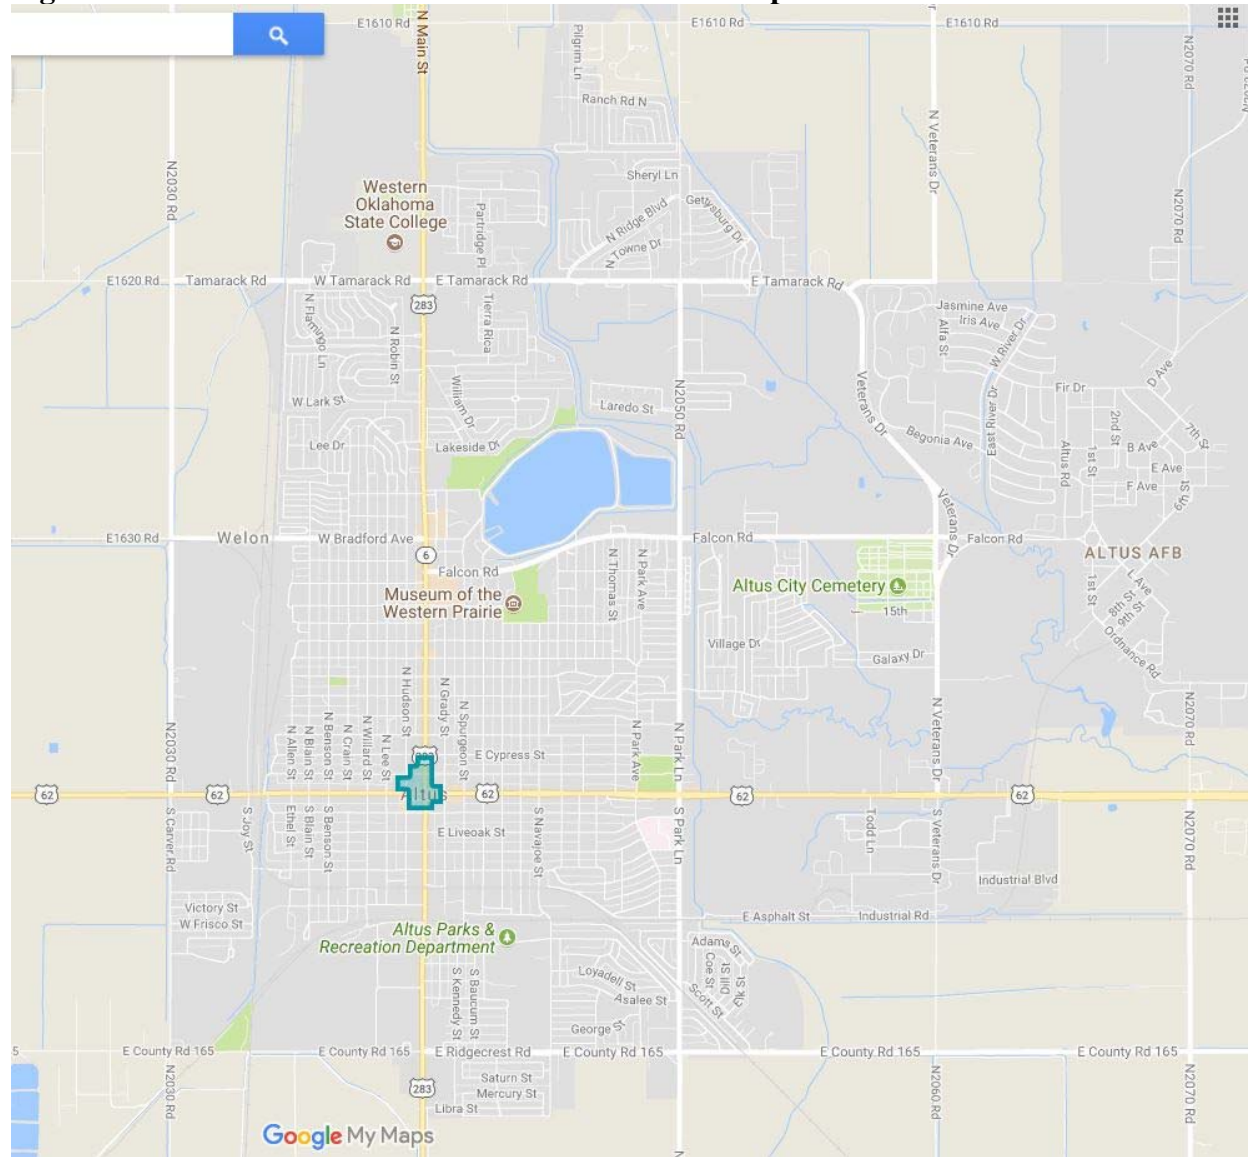 E1610 Rd
N Main St
E1610 Rd
E1610 Rd
Pilgrim Ln
N2070 Rd
Ranch Rd N
N Veterans Dr
N2030 Rd
Sheryl Ln
Western
Oklahoma
State College
Partridge Pl
N Ridge Blvd
Gettysburg Dr
N Towne Dr
N2070 Rd
E1620 Rd
Tamarack Rd
W Tamarack Rd
E Tamarack Rd
E Tamarack Rd
283
N Flamingo Ln
N Robin St
Tierra Rica
Jasmine Ave
Iris Ave
Alfa St
W River Dr
William Dr
W Lark St
Laredo St
N2050 Rd
Veterans Dr
Fir Dr
D Ave
East River Dr
2nd St
7th St
Lee Dr
Lakeside Dr
Begonia Ave
Altus Rd
1st St
B Ave
E Ave
F Ave
6th St
Veterans Dr
E1630 Rd
Welon
W Bradford Ave
Falcon Rd
Falcon Rd
6
ALTUS AFB
Falcon Rd
N Thomas St
N Park Ave
Altus City Cemetery
1st St
L Ave
Museum of the
Western Prairie
8th St
9th St
15th
Ordnance Rd
Village Dr
Galaxy Dr
N Hudson St
N Grady St
N Spurgeon St
N2030 Rd
N Allen St
N Blain St
N Benson St
N Crain St
N Willard St
N Lee St
N Park Ave
N Park Ln
N Veterans Dr
N2070 Rd
283
E Cypress St
62
62
Altus
62
62
62
S Carver Rd
S Joy St
Ethel St
S Blain St
S Benson St
E Liveoak St
S Navajoe St
S Park Ln
Todd Ln
S Veterans Dr
N2070 Rd
Industrial Blvd
Victory St
W Frisco St
E Asphalt St
Industrial Rd
Altus Parks &
Recreation Department
Adams St
Coe St
Dill St
Elk St
S Kennedy St
S Baucum St
Loyadell St
Asalee St
Scott St
George St
5
E County Rd 165
E County Rd 165
E Ridgecrest Rd
E County Rd 165
E County Rd 165
E County Rd 165
N2030 Rd
283
Saturn St
Mercury St
Libra St
N2060 Rd
N2070 Rd
Google My Maps